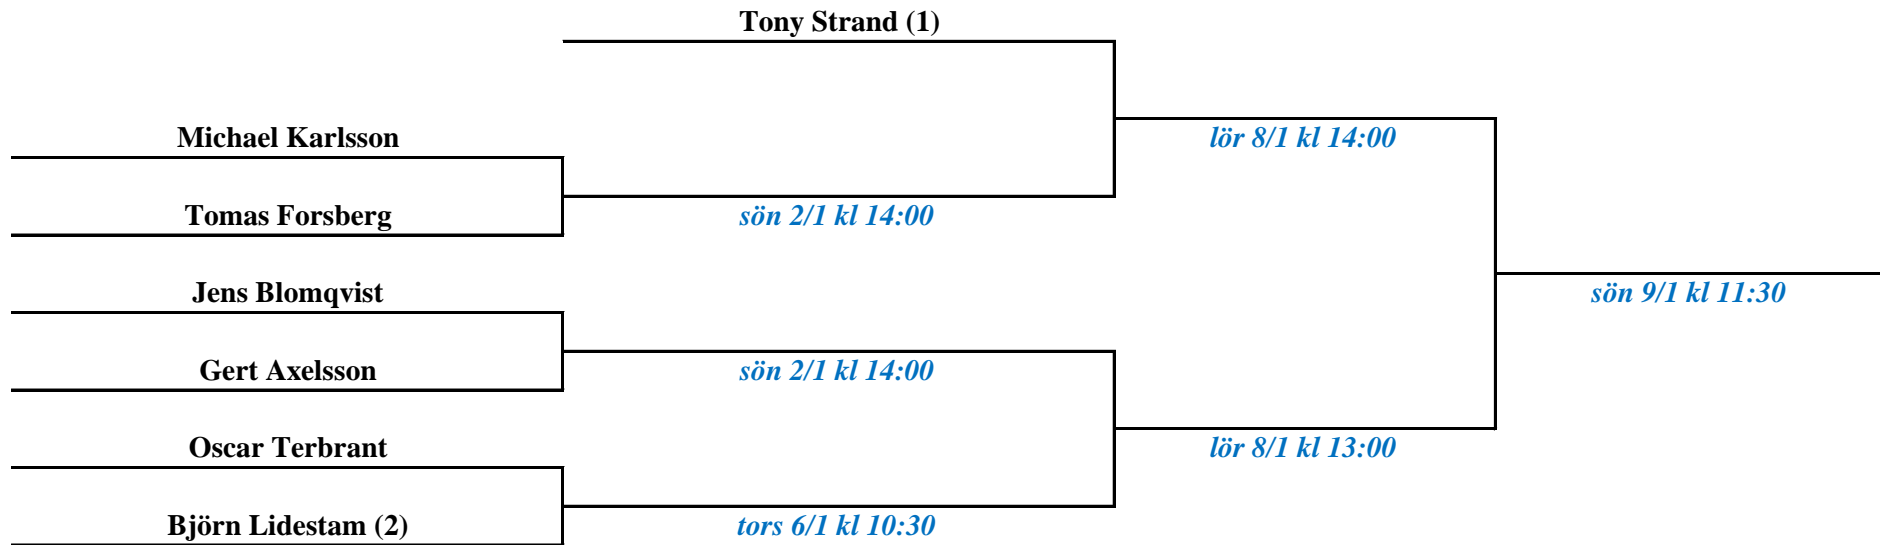 Tony Strand (1)
Michael Karlsson
lör 8/1 kl 14:00
Tomas Forsberg
sön 2/1 kl 14:00
Jens Blomqvist
sön 9/1 kl 11:30
Gert Axelsson
sön 2/1 kl 14:00
Oscar Terbrant
lör 8/1 kl 13:00
Björn Lidestam (2)
tors 6/1 kl 10:30